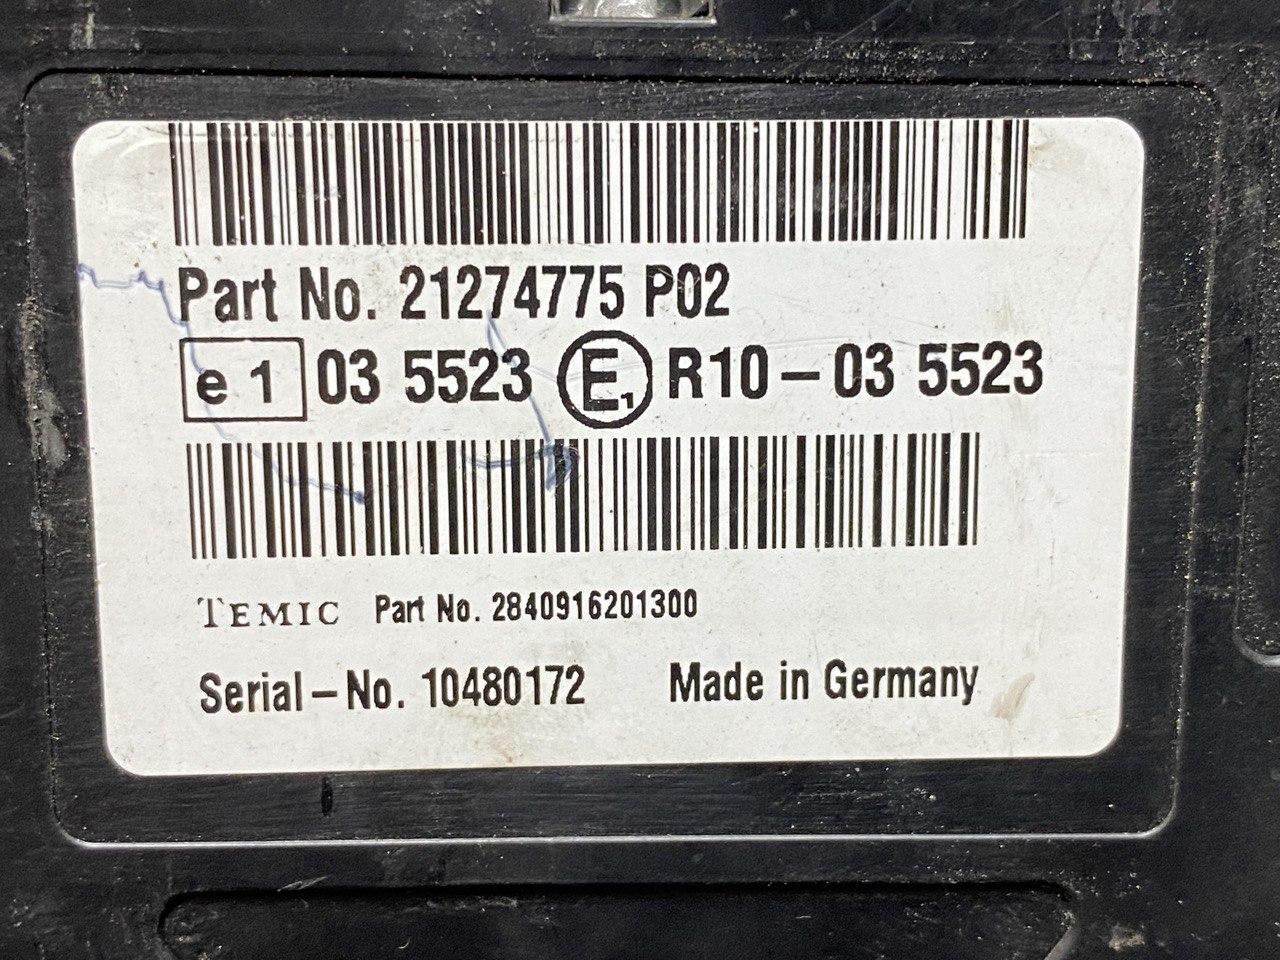 Part No. 21274775 P02
e1 03 5523 E1 R10 – 03 5523
TEMIC Part No. 2840916201300
Serial – No. 10480172 Made in Germany